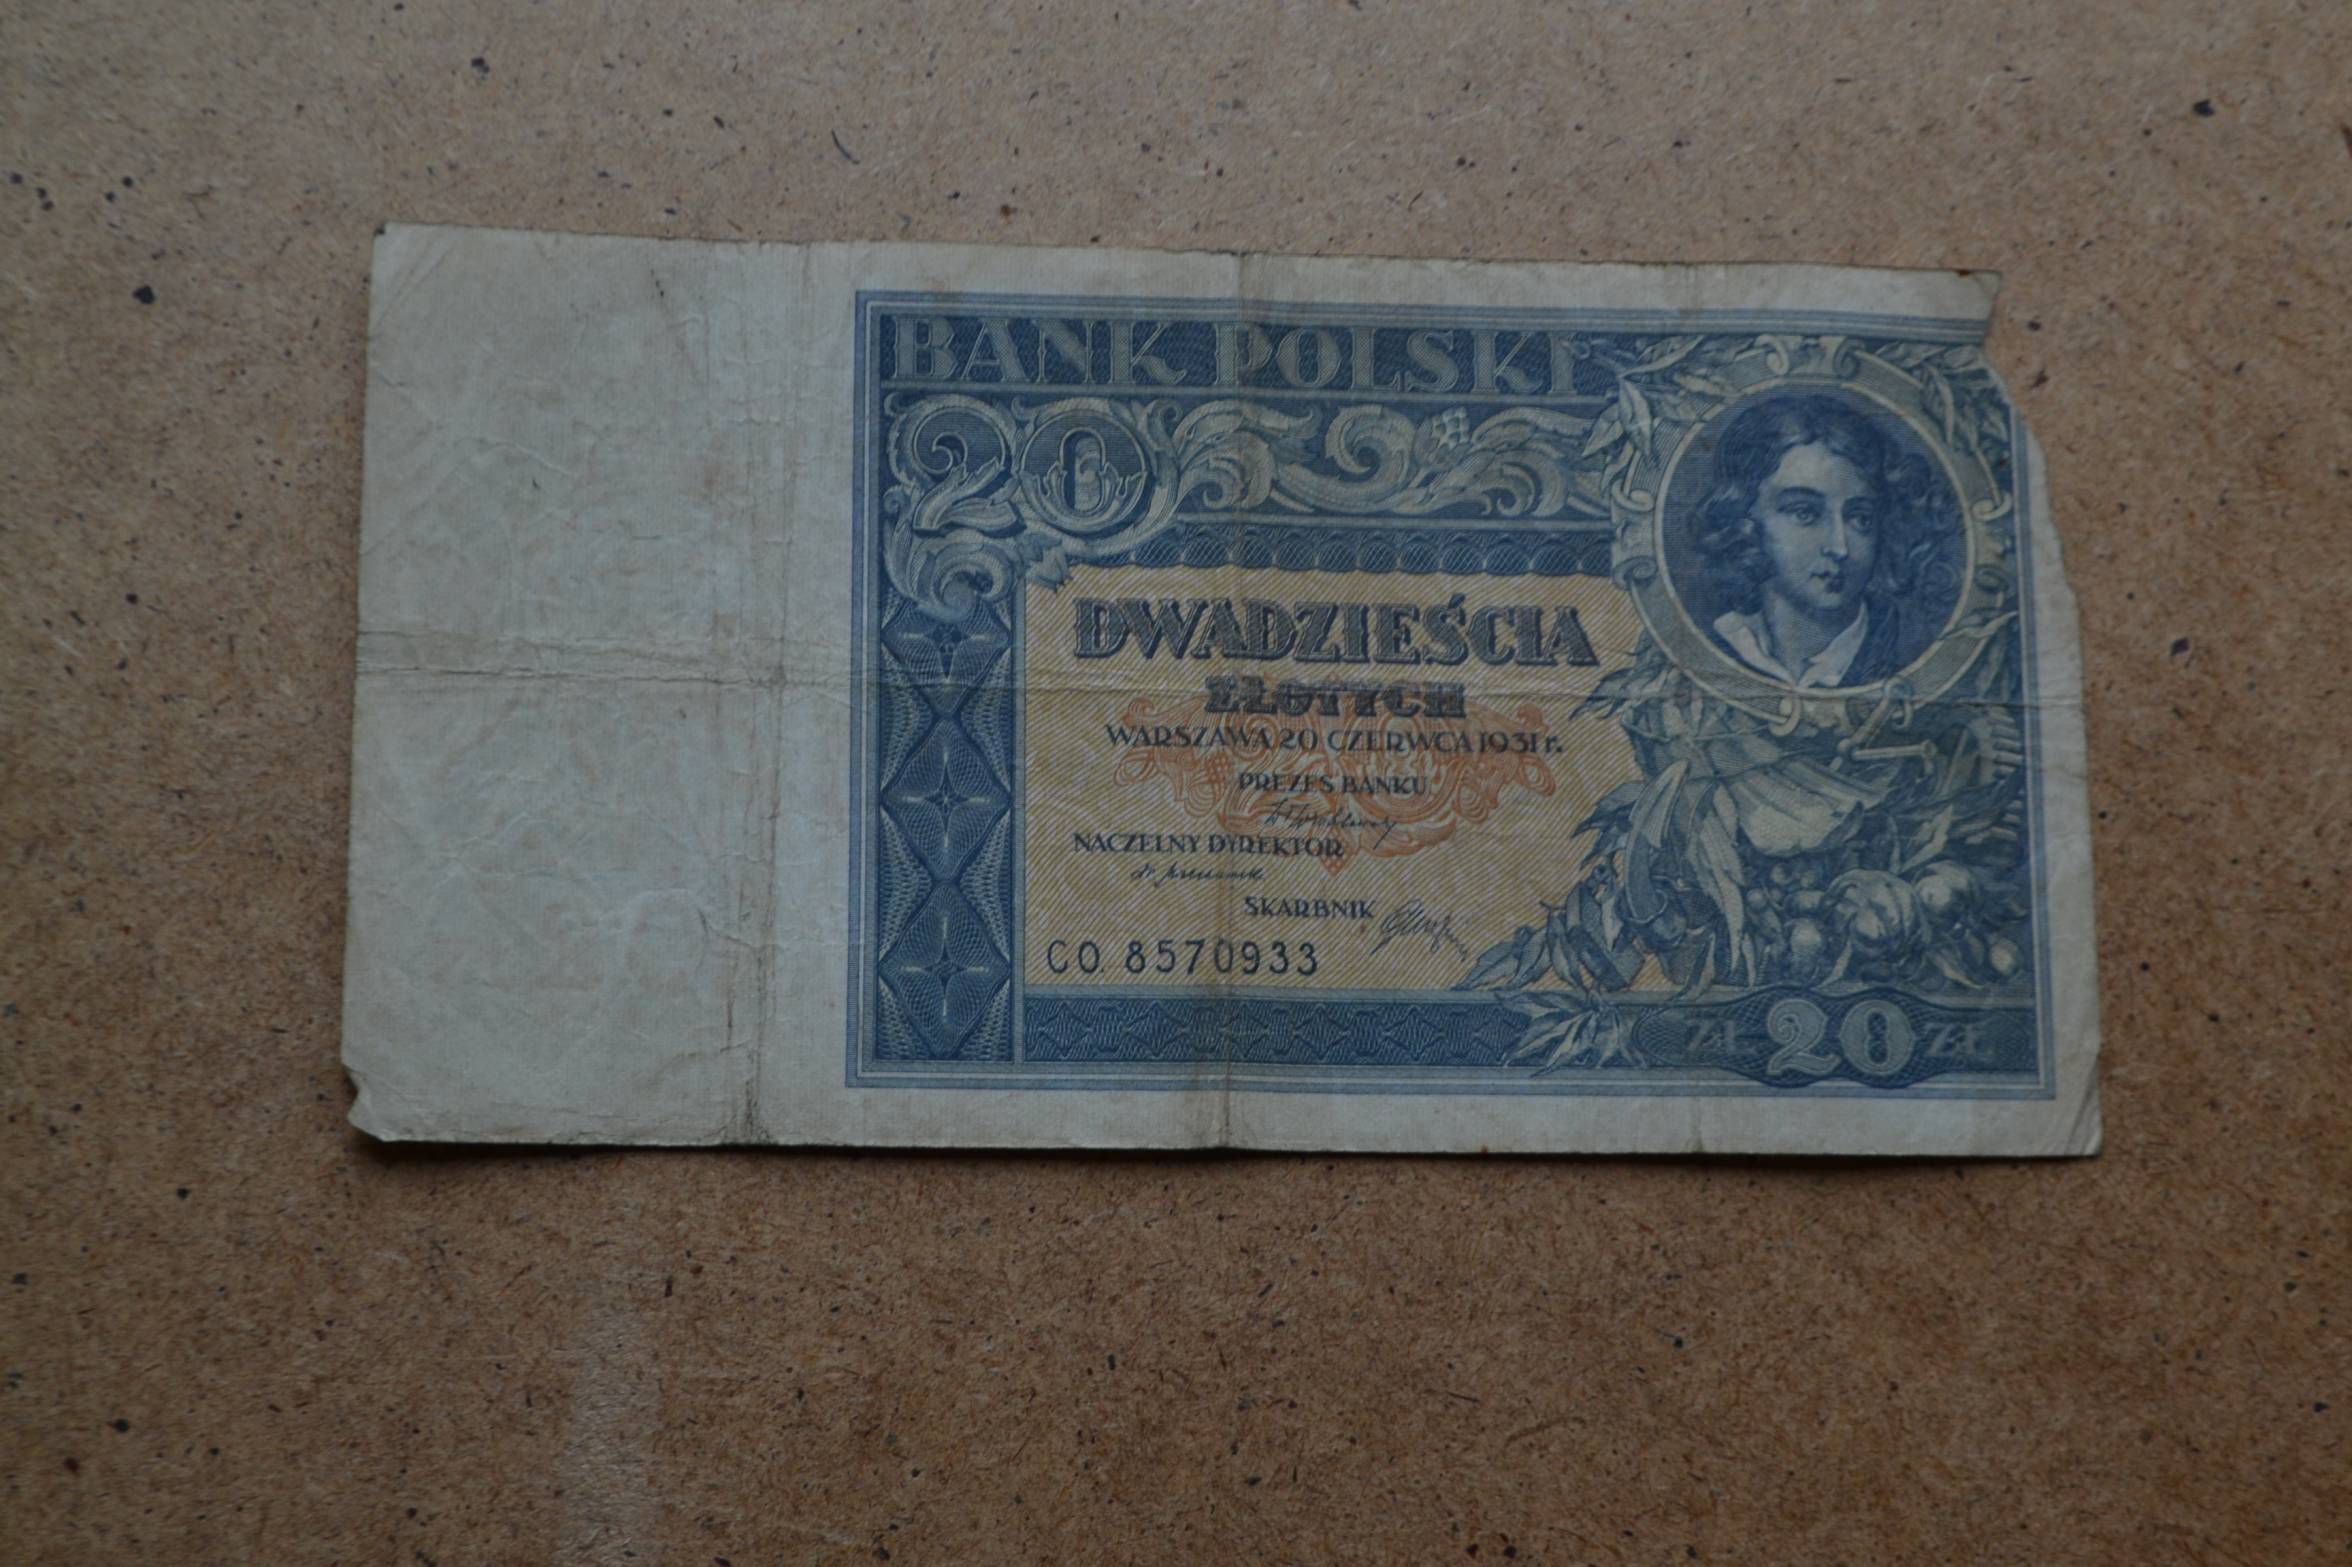 BANK POLSKI
20
DWADZIEŚCIA
ZŁOTYCH
WARSZAWA 20 CZERWCA 1931 r.
PREZES BANKU
NACZELNY DYREKTOR
SKARBNIK
CO. 8570933
ZŁ 20 ZŁ